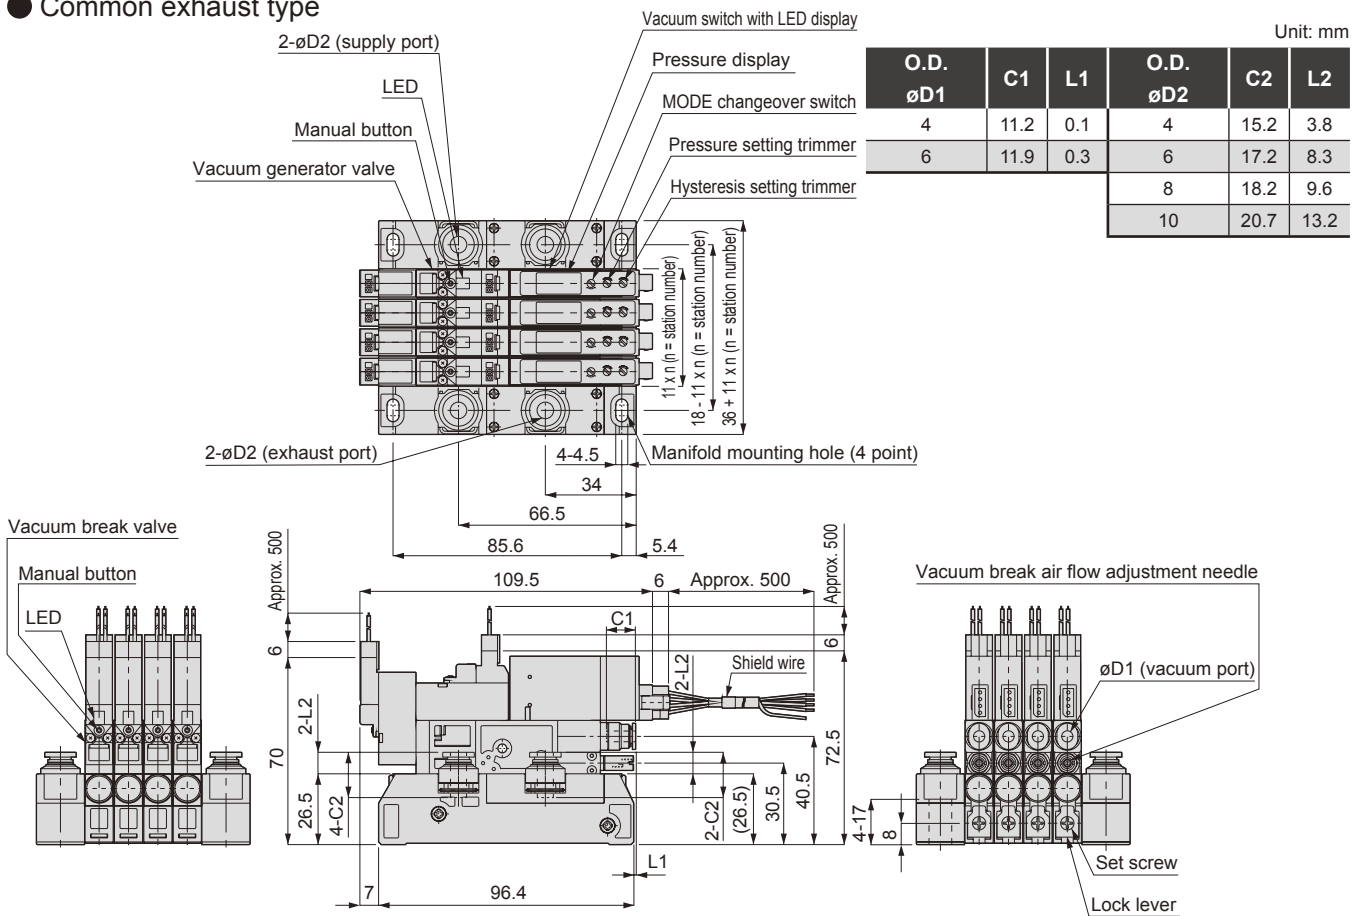 ● Common exhaust type
Unit: mm
O.D. øD1 C1 L1 O.D. øD2 C2 L2
4 11.2 0.1 4 15.2 3.8
6 11.9 0.3 6 17.2 8.3
8 18.2 9.6
10 20.7 13.2
Vacuum switch with LED display
2-øD2 (supply port)
Pressure display
LED
MODE changeover switch
Manual button
Pressure setting trimmer
Vacuum generator valve
Hysteresis setting trimmer
11 x n (n = station number)
18 - 11 x n (n = station number)
36 + 11 x n (n = station number)
2-øD2 (exhaust port)
4-4.5
Manifold mounting hole (4 point)
34
66.5
85.6
5.4
Vacuum break valve
Manual button
LED
Approx. 500
6
70
26.5
2-L2
4-C2
109.5
6
Approx. 500
C1
2-L2
Shield wire
Approx. 500
6
72.5
40.5
30.5
(26.5)
2-C2
L1
7
96.4
Vacuum break air flow adjustment needle
øD1 (vacuum port)
4-17
8
Set screw
Lock lever